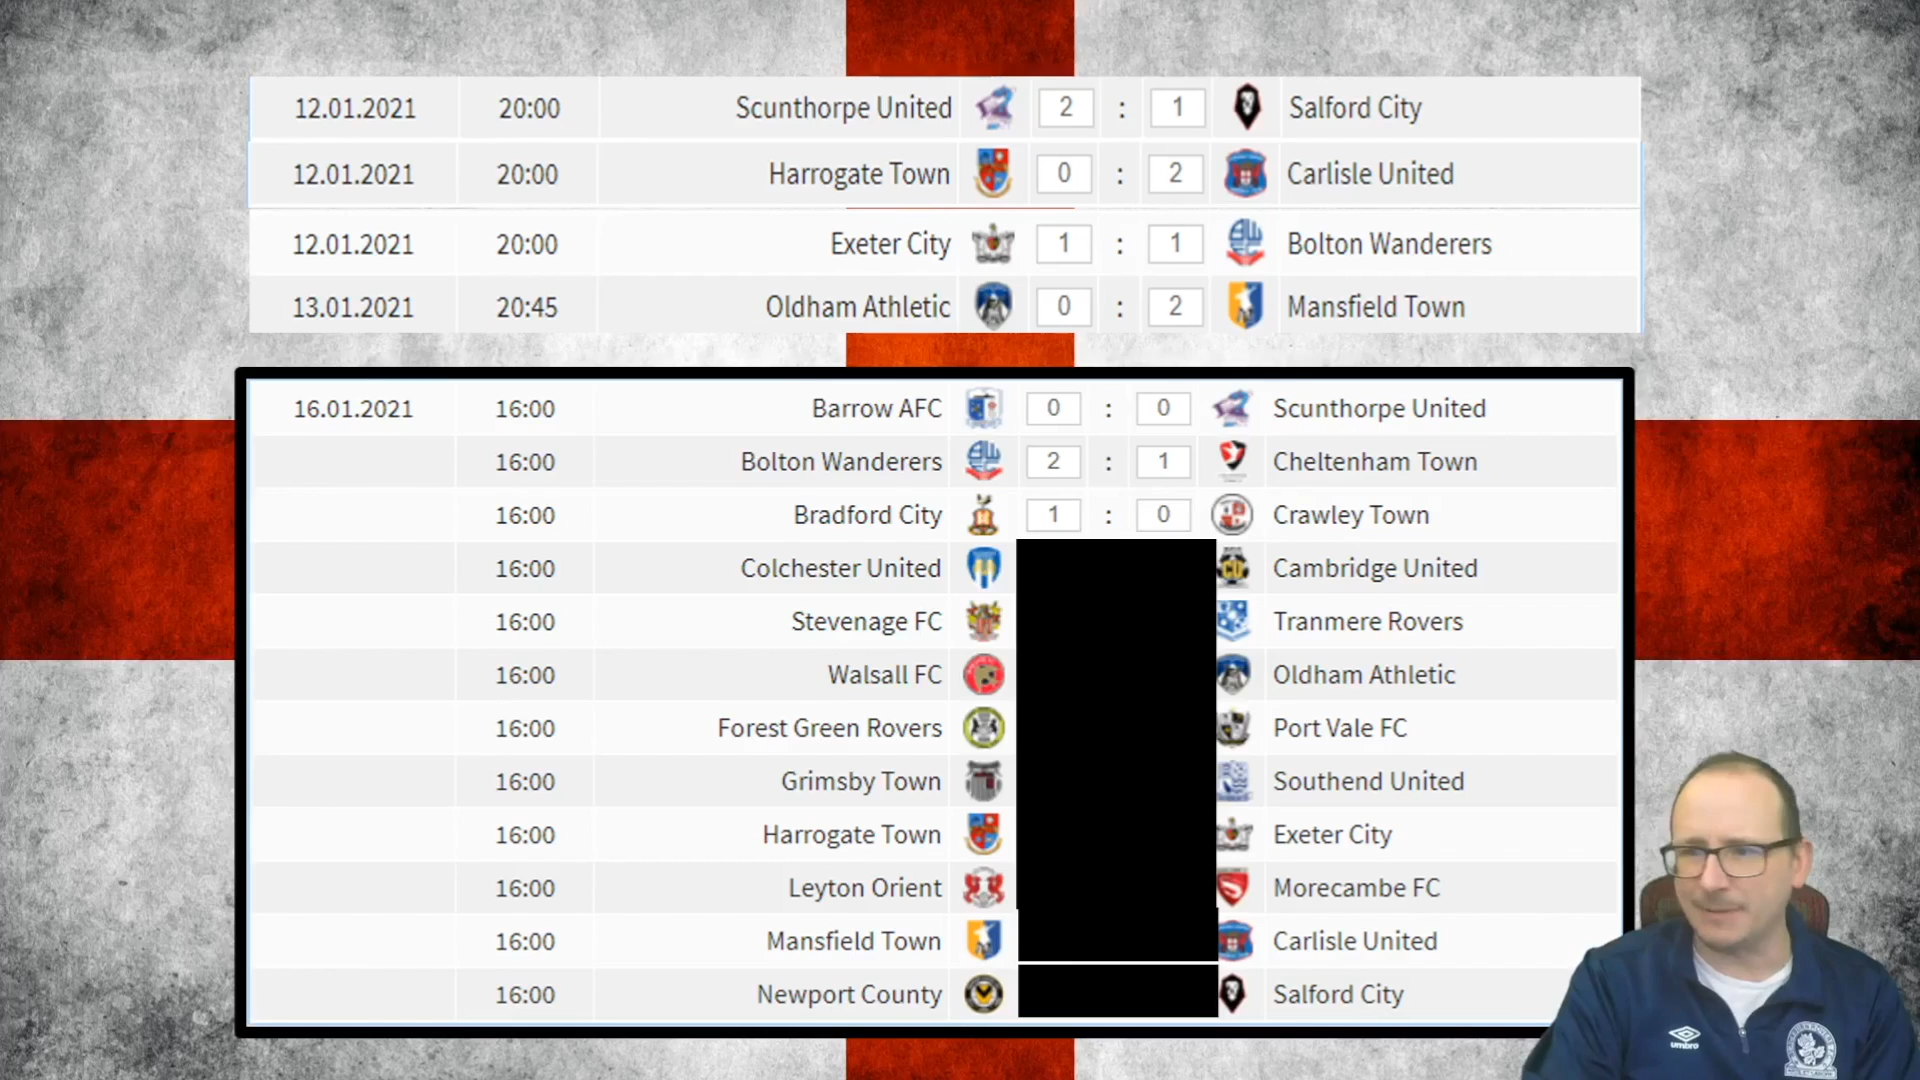 12.01.2021 20:00 Scunthorpe United 2 : 1 Salford City
12.01.2021 20:00 Harrogate Town 0 : 2 Carlisle United
12.01.2021 20:00 Exeter City 1 : 1 Bolton Wanderers
13.01.2021 20:45 Oldham Athletic 0 : 2 Mansfield Town
16.01.2021 16:00 Barrow AFC 0 : 0 Scunthorpe United
16:00 Bolton Wanderers 2 : 1 Cheltenham Town
16:00 Bradford City 1 : 0 Crawley Town
16:00 Colchester United Cambridge United
16:00 Stevenage FC Tranmere Rovers
16:00 Walsall FC Oldham Athletic
16:00 Forest Green Rovers Port Vale FC
16:00 Grimsby Town Southend United
16:00 Harrogate Town Exeter City
16:00 Leyton Orient Morecambe FC
16:00 Mansfield Town Carlisle United
16:00 Newport County Salford City
umbro